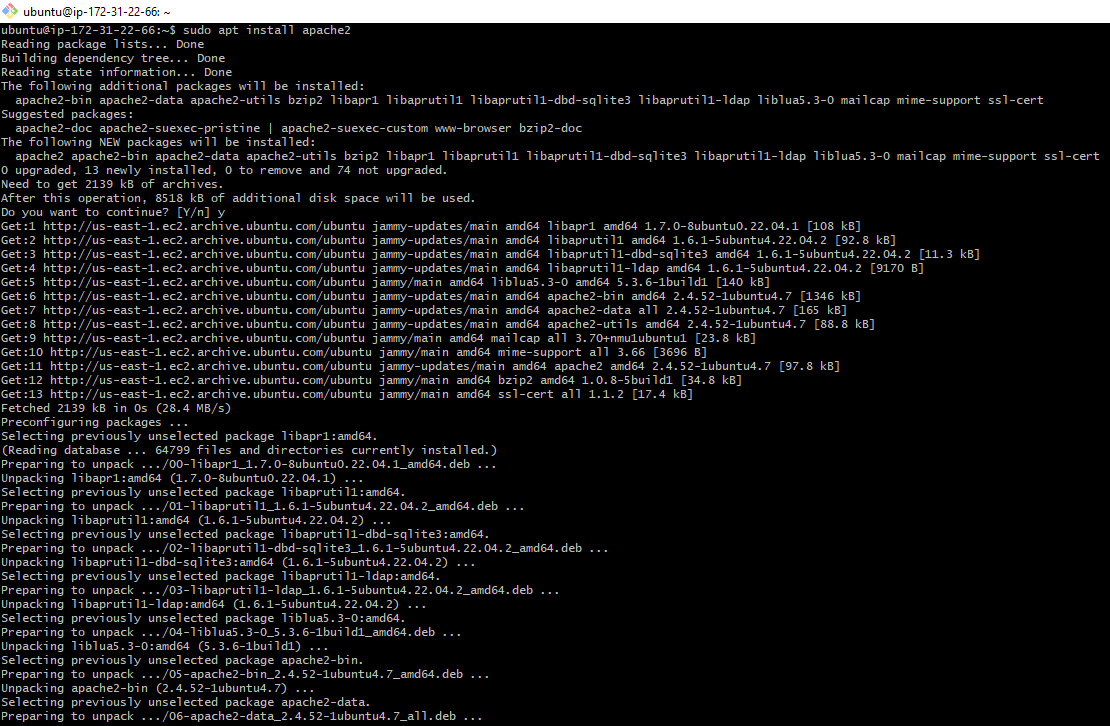 ubuntu@ip-172-31-22-66: ~
ubuntu@ip-172-31-22-66:~$ sudo apt install apache2
Reading package lists... Done
Building dependency tree... Done
Reading state information... Done
The following additional packages will be installed:
  apache2-bin apache2-data apache2-utils bzip2 libapr1 libaprutil1 libaprutil1-dbd-sqlite3 libaprutil1-ldap liblua5.3-0 mailcap mime-support ssl-cert
Suggested packages:
  apache2-doc apache2-suexec-pristine | apache2-suexec-custom www-browser bzip2-doc
The following NEW packages will be installed:
  apache2 apache2-bin apache2-data apache2-utils bzip2 libapr1 libaprutil1 libaprutil1-dbd-sqlite3 libaprutil1-ldap liblua5.3-0 mailcap mime-support ssl-cert
0 upgraded, 13 newly installed, 0 to remove and 74 not upgraded.
Need to get 2139 kB of archives.
After this operation, 8518 kB of additional disk space will be used.
Do you want to continue? [Y/n] y
Get:1 http://us-east-1.ec2.archive.ubuntu.com/ubuntu jammy-updates/main amd64 libapr1 amd64 1.7.0-8ubuntu0.22.04.1 [108 kB]
Get:2 http://us-east-1.ec2.archive.ubuntu.com/ubuntu jammy-updates/main amd64 libaprutil1 amd64 1.6.1-5ubuntu4.22.04.2 [92.8 kB]
Get:3 http://us-east-1.ec2.archive.ubuntu.com/ubuntu jammy-updates/main amd64 libaprutil1-dbd-sqlite3 amd64 1.6.1-5ubuntu4.22.04.2 [11.3 kB]
Get:4 http://us-east-1.ec2.archive.ubuntu.com/ubuntu jammy-updates/main amd64 libaprutil1-ldap amd64 1.6.1-5ubuntu4.22.04.2 [9170 B]
Get:5 http://us-east-1.ec2.archive.ubuntu.com/ubuntu jammy/main amd64 liblua5.3-0 amd64 5.3.6-1build1 [140 kB]
Get:6 http://us-east-1.ec2.archive.ubuntu.com/ubuntu jammy-updates/main amd64 apache2-bin amd64 2.4.52-1ubuntu4.7 [1346 kB]
Get:7 http://us-east-1.ec2.archive.ubuntu.com/ubuntu jammy-updates/main amd64 apache2-data all 2.4.52-1ubuntu4.7 [165 kB]
Get:8 http://us-east-1.ec2.archive.ubuntu.com/ubuntu jammy-updates/main amd64 apache2-utils amd64 2.4.52-1ubuntu4.7 [88.8 kB]
Get:9 http://us-east-1.ec2.archive.ubuntu.com/ubuntu jammy/main amd64 mailcap all 3.70+nmu1ubuntu1 [23.8 kB]
Get:10 http://us-east-1.ec2.archive.ubuntu.com/ubuntu jammy/main amd64 mime-support all 3.66 [3696 B]
Get:11 http://us-east-1.ec2.archive.ubuntu.com/ubuntu jammy-updates/main amd64 apache2 amd64 2.4.52-1ubuntu4.7 [97.8 kB]
Get:12 http://us-east-1.ec2.archive.ubuntu.com/ubuntu jammy/main amd64 bzip2 amd64 1.0.8-5build1 [34.8 kB]
Get:13 http://us-east-1.ec2.archive.ubuntu.com/ubuntu jammy/main amd64 ssl-cert all 1.1.2 [17.4 kB]
Fetched 2139 kB in 0s (28.4 MB/s)
Preconfiguring packages ...
Selecting previously unselected package libapr1:amd64.
(Reading database ... 64799 files and directories currently installed.)
Preparing to unpack .../00-libapr1_1.7.0-8ubuntu0.22.04.1_amd64.deb ...
Unpacking libapr1:amd64 (1.7.0-8ubuntu0.22.04.1) ...
Selecting previously unselected package libaprutil1:amd64.
Preparing to unpack .../01-libaprutil1_1.6.1-5ubuntu4.22.04.2_amd64.deb ...
Unpacking libaprutil1:amd64 (1.6.1-5ubuntu4.22.04.2) ...
Selecting previously unselected package libaprutil1-dbd-sqlite3:amd64.
Preparing to unpack .../02-libaprutil1-dbd-sqlite3_1.6.1-5ubuntu4.22.04.2_amd64.deb ...
Unpacking libaprutil1-dbd-sqlite3:amd64 (1.6.1-5ubuntu4.22.04.2) ...
Selecting previously unselected package libaprutil1-ldap:amd64.
Preparing to unpack .../03-libaprutil1-ldap_1.6.1-5ubuntu4.22.04.2_amd64.deb ...
Unpacking libaprutil1-ldap:amd64 (1.6.1-5ubuntu4.22.04.2) ...
Selecting previously unselected package liblua5.3-0:amd64.
Preparing to unpack .../04-liblua5.3-0_5.3.6-1build1_amd64.deb ...
Unpacking liblua5.3-0:amd64 (5.3.6-1build1) ...
Selecting previously unselected package apache2-bin.
Preparing to unpack .../05-apache2-bin_2.4.52-1ubuntu4.7_amd64.deb ...
Unpacking apache2-bin (2.4.52-1ubuntu4.7) ...
Selecting previously unselected package apache2-data.
Preparing to unpack .../06-apache2-data_2.4.52-1ubuntu4.7_all.deb ...